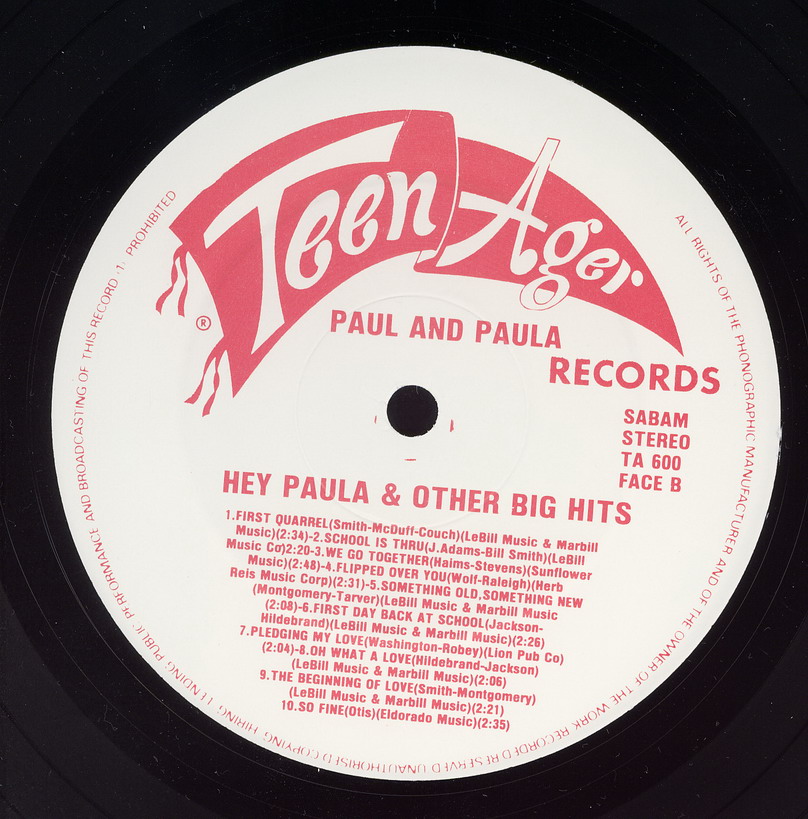 Teen Ager
®
PAUL AND PAULA
RECORDS
SABAM
STEREO
TA 600
FACE B
HEY PAULA & OTHER BIG HITS
1.FIRST QUARREL(Smith-McDuff-Couch)(LeBill Music & Marbill
Music)(2:34)-2.SCHOOL IS THRU(J.Adams-Bill Smith)(LeBill
Music Co)2:20-3.WE GO TOGETHER(Haims-Stevens)(Sunflower
Music)(2:48)-4.FLIPPED OVER YOU(Wolf-Raleigh)(Herb
Reis Music Corp)(2:31)-5.SOMETHING OLD,SOMETHING NEW
(Montgomery-Tarver)(LeBill Music & Marbill Music
(2:08)-6.FIRST DAY BACK AT SCHOOL(Jackson-
Hildebrand)(LeBill Music & Marbill Music)(2:26)
7.PLEDGING MY LOVE(Washington-Robey)(Lion Pub Co)
(2:04)-8.OH WHAT A LOVE(Hildebrand-Jackson)
(LeBill Music & Marbill Music)(2:06)
9.THE BEGINNING OF LOVE(Smith-Montgomery)
(LeBill Music & Marbill Music)(2:21)
10.SO FINE(Otis)(Eldorado Music)(2:35)
ALL RIGHTS OF THE PHONOGRAPHIC MANUFACTURER AND OF THE OWNER OF THE WORK RECORDED RESERVED UNAUTHORISED COPYING HIRING LENDING PUBLIC PERFORMANCE AND BROADCASTING OF THIS RECORD ·1· PROHIBITED